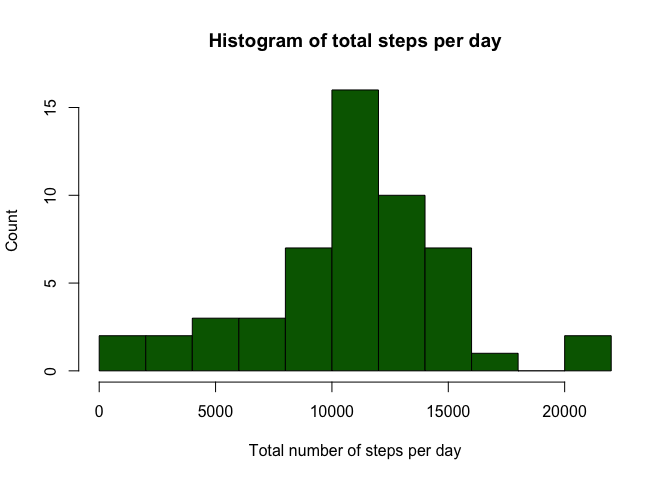 Histogram of total steps per day
Count
15
10
5
0
0 5000 10000 15000 20000
Total number of steps per day